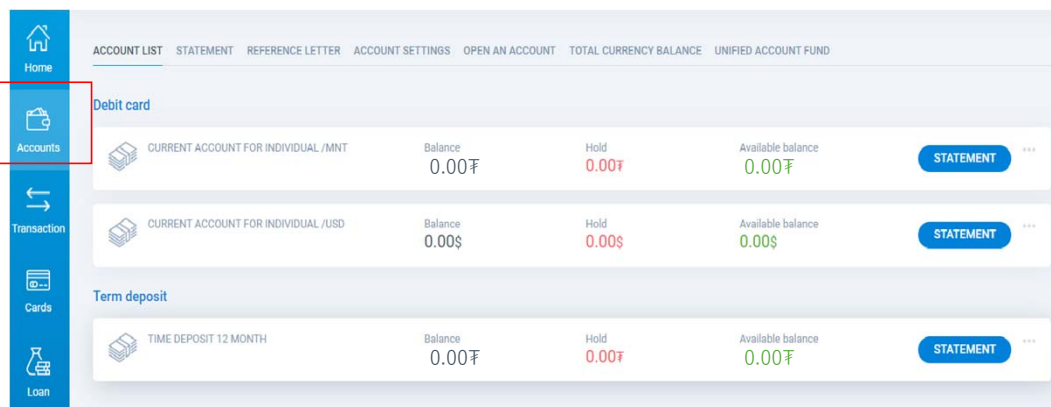 Home
Accounts
Transaction
Cards
Loan
ACCOUNT LIST STATEMENT REFERENCE LETTER ACCOUNT SETTINGS OPEN AN ACCOUNT TOTAL CURRENCY BALANCE UNIFIED ACCOUNT FUND
Debit card
CURRENT ACCOUNT FOR INDIVIDUAL /MNT Balance Hold Available balance
0.00₮ 0.00₮ 0.00₮ STATEMENT
CURRENT ACCOUNT FOR INDIVIDUAL /USD Balance Hold Available balance
0.00$ 0.00$ 0.00$ STATEMENT
Term deposit
TIME DEPOSIT 12 MONTH Balance Hold Available balance
0.00₮ 0.00₮ 0.00₮ STATEMENT